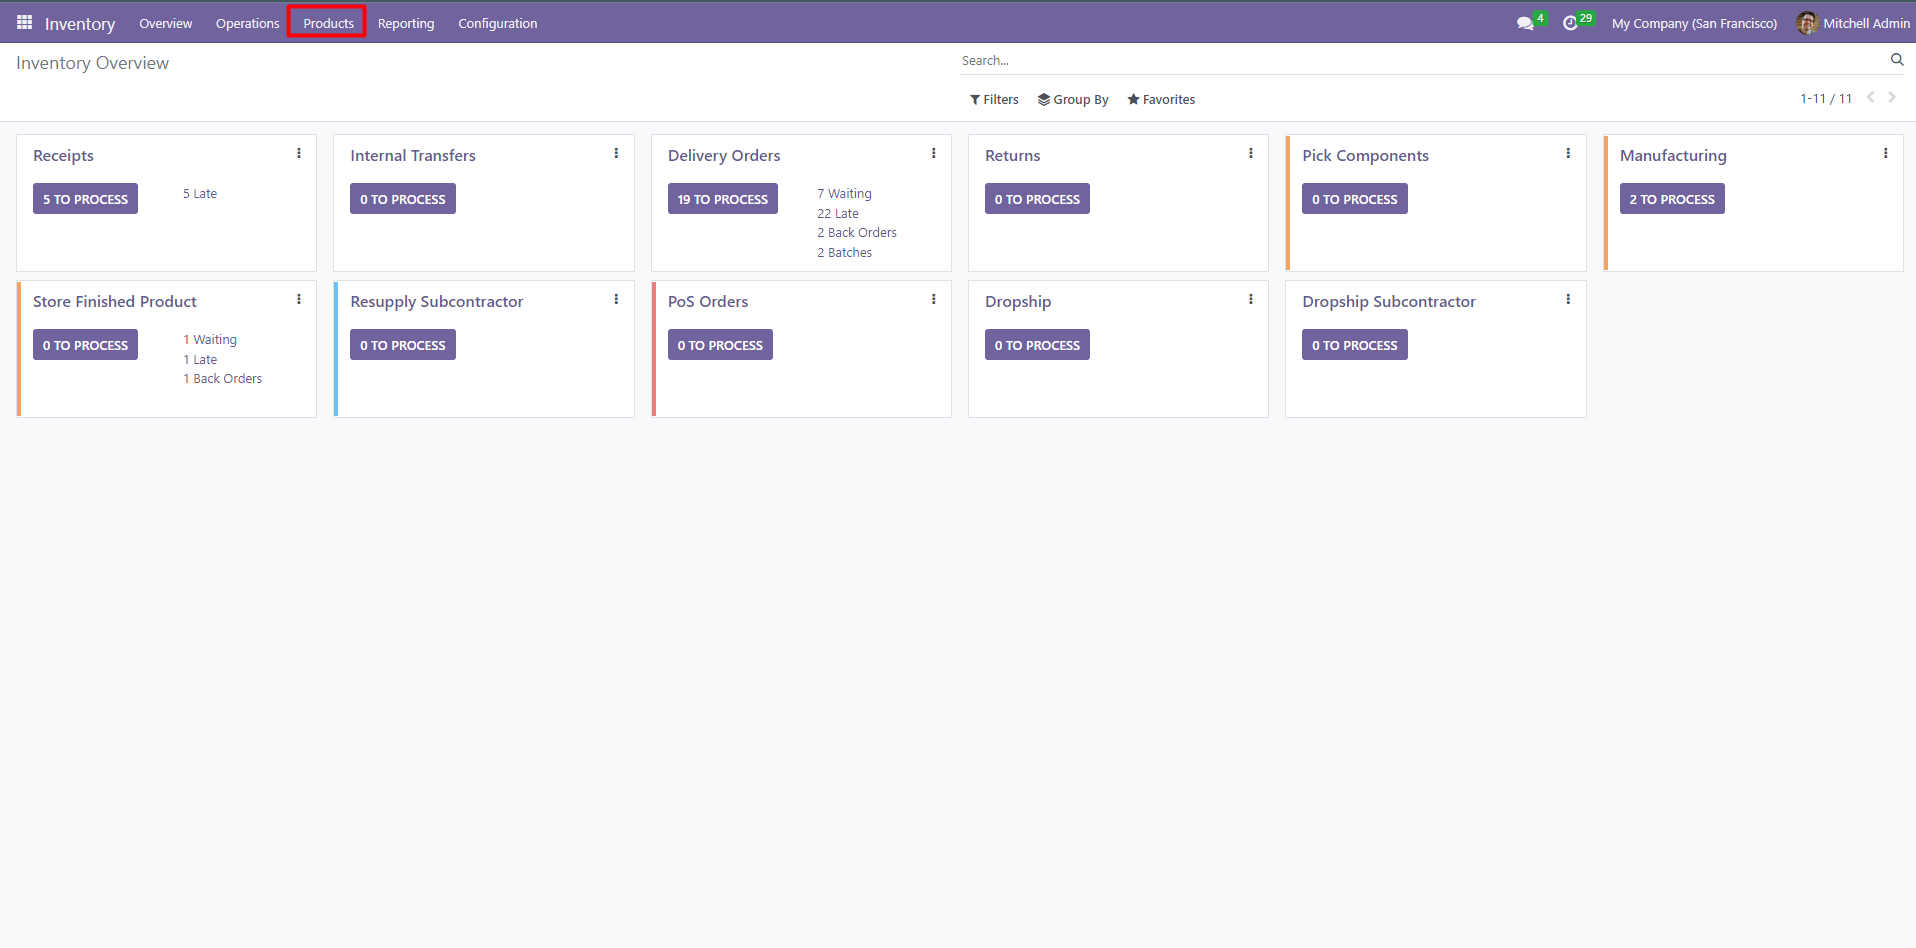 Inventory Overview Operations Products Reporting Configuration 4 29 My Company (San Francisco) Mitchell Admin
Inventory Overview
Search...
Filters Group By Favorites 1-11 / 11
Receipts
5 TO PROCESS
5 Late
Internal Transfers
0 TO PROCESS
Delivery Orders
19 TO PROCESS
7 Waiting
22 Late
2 Back Orders
2 Batches
Returns
0 TO PROCESS
Pick Components
0 TO PROCESS
Manufacturing
2 TO PROCESS
Store Finished Product
0 TO PROCESS
1 Waiting
1 Late
1 Back Orders
Resupply Subcontractor
0 TO PROCESS
PoS Orders
0 TO PROCESS
Dropship
0 TO PROCESS
Dropship Subcontractor
0 TO PROCESS